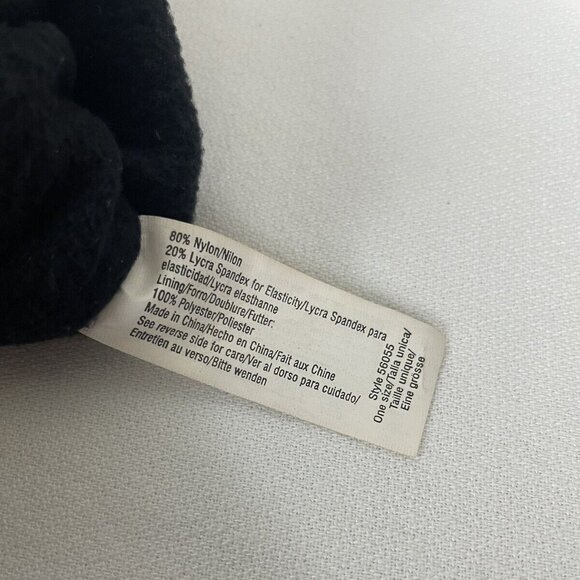 80% Nylon/Nilon
20% Lycra Spandex for Elasticity/Lycra Spandex para
elasticidad/Lycra elasthanne
Lining/Forro/Doublure/Futter:
100% Polyester/Poliester
Made in China/Hecho en China/Fait aux Chine
See reverse side for care/Ver al dorso para cuidado/
Entretien au verso/Bitte wenden
Style 56055
One size/Talla unica/
Taille unique/
Eine grosse